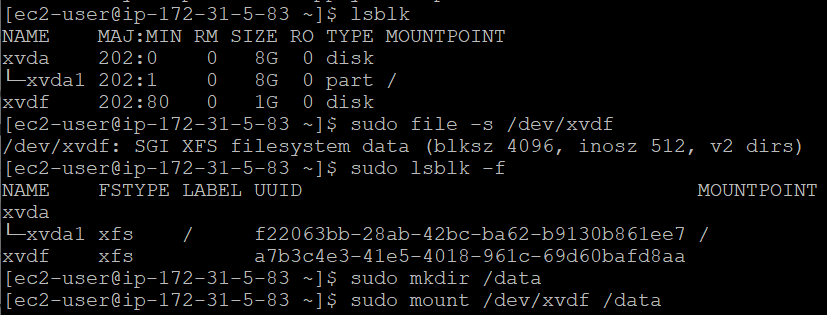 [ec2-user@ip-172-31-5-83 ~]$ lsblk
NAME    MAJ:MIN RM SIZE RO TYPE MOUNTPOINT
xvda    202:0    0   8G  0 disk
└─xvda1 202:1    0   8G  0 part /
xvdf    202:80   0   1G  0 disk
[ec2-user@ip-172-31-5-83 ~]$ sudo file -s /dev/xvdf
/dev/xvdf: SGI XFS filesystem data (blksz 4096, inosz 512, v2 dirs)
[ec2-user@ip-172-31-5-83 ~]$ sudo lsblk -f
NAME    FSTYPE LABEL UUID                                 MOUNTPOINT
xvda
└─xvda1 xfs    /     f22063bb-28ab-42bc-ba62-b9130b861ee7 /
xvdf    xfs          a7b3c4e3-41e5-4018-961c-69d60bafd8aa
[ec2-user@ip-172-31-5-83 ~]$ sudo mkdir /data
[ec2-user@ip-172-31-5-83 ~]$ sudo mount /dev/xvdf /data